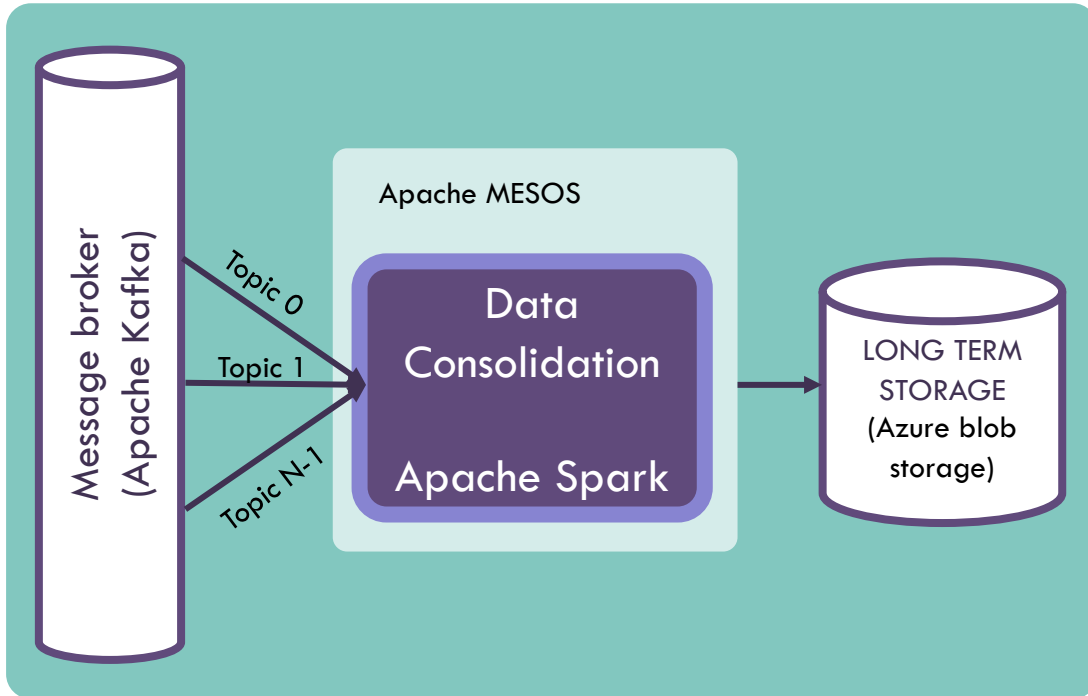 Message broker
(Apache Kafka)
Topic 0
Topic 1
Topic N-1
Apache MESOS
Data
Consolidation
Apache Spark
LONG TERM
STORAGE
(Azure blob
storage)